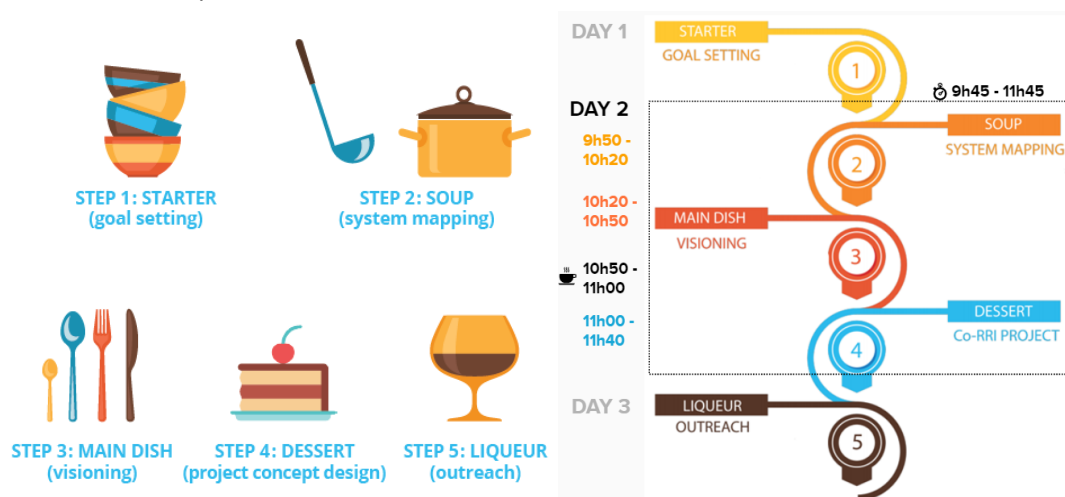 STEP 1: STARTER
(goal setting)
STEP 2: SOUP
(system mapping)
STEP 3: MAIN DISH
(visioning)
STEP 4: DESSERT
(project concept design)
STEP 5: LIQUEUR
(outreach)
DAY 1
STARTER
GOAL SETTING
1
9h45 - 11h45
DAY 2
SOUP
SYSTEM MAPPING
9h50 -
10h20
2
10h20 -
10h50
MAIN DISH
VISIONING
3
10h50 -
11h00
11h00 -
11h40
DESSERT
Co-RRI PROJECT
4
DAY 3
LIQUEUR
OUTREACH
5